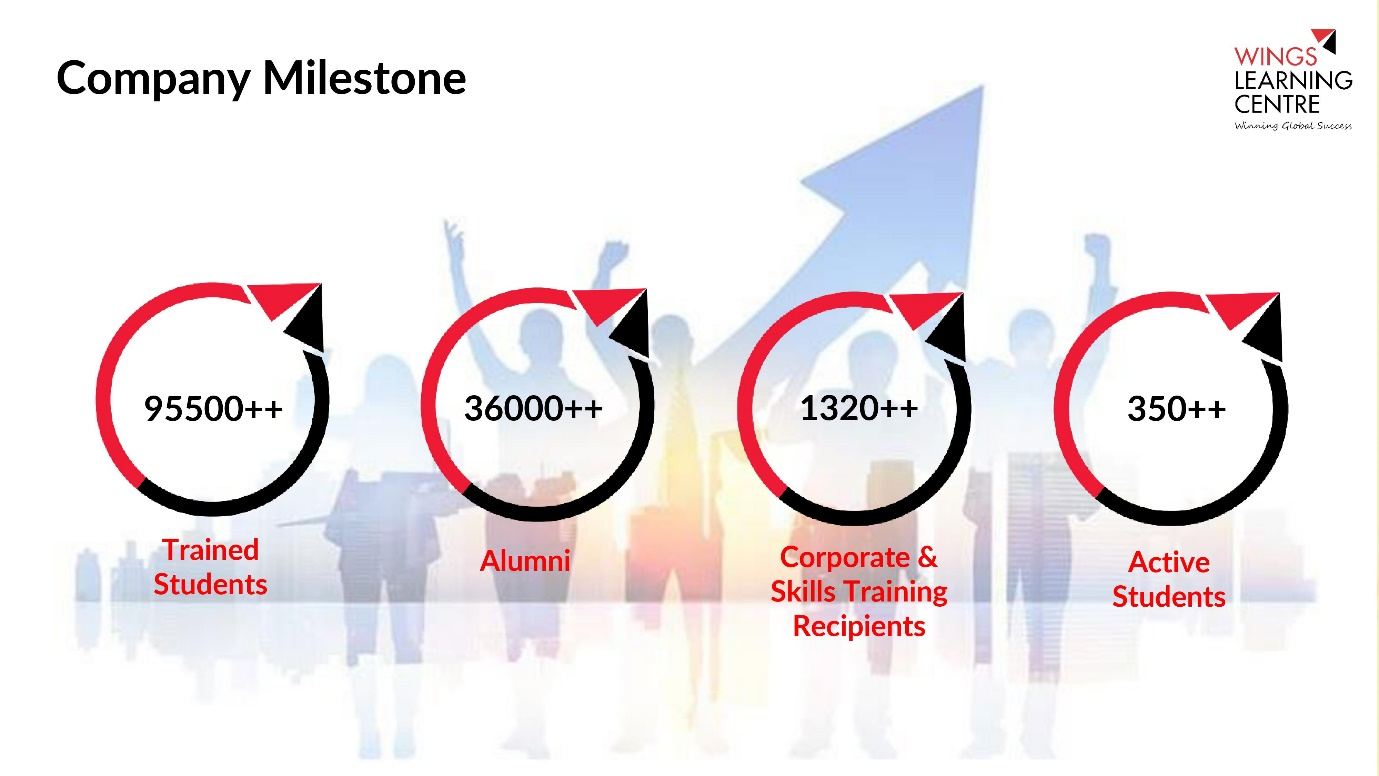 Company Milestone
WINGS
LEARNING
CENTRE
Winning Global Success
95500++
36000++
1320++
350++
Trained
Students
Alumni
Corporate &
Skills Training
Recipients
Active
Students